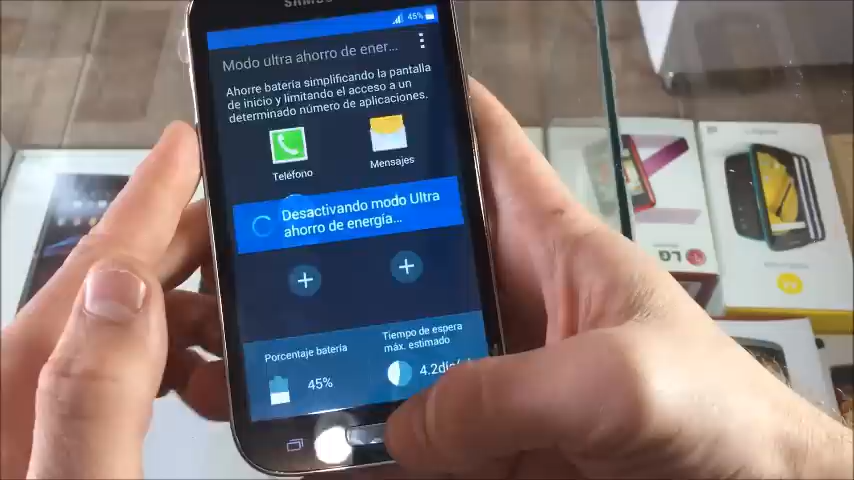 SAMSUNG
45%
Modo ultra ahorro de ener...
Ahorre batería simplificando la pantalla
de inicio y limitando el acceso a un
determinado número de aplicaciones.
Teléfono
Mensajes
Desactivando modo Ultra
ahorro de energía...
Porcentaje batería
45%
Tiempo de espera
máx. estimado
LG